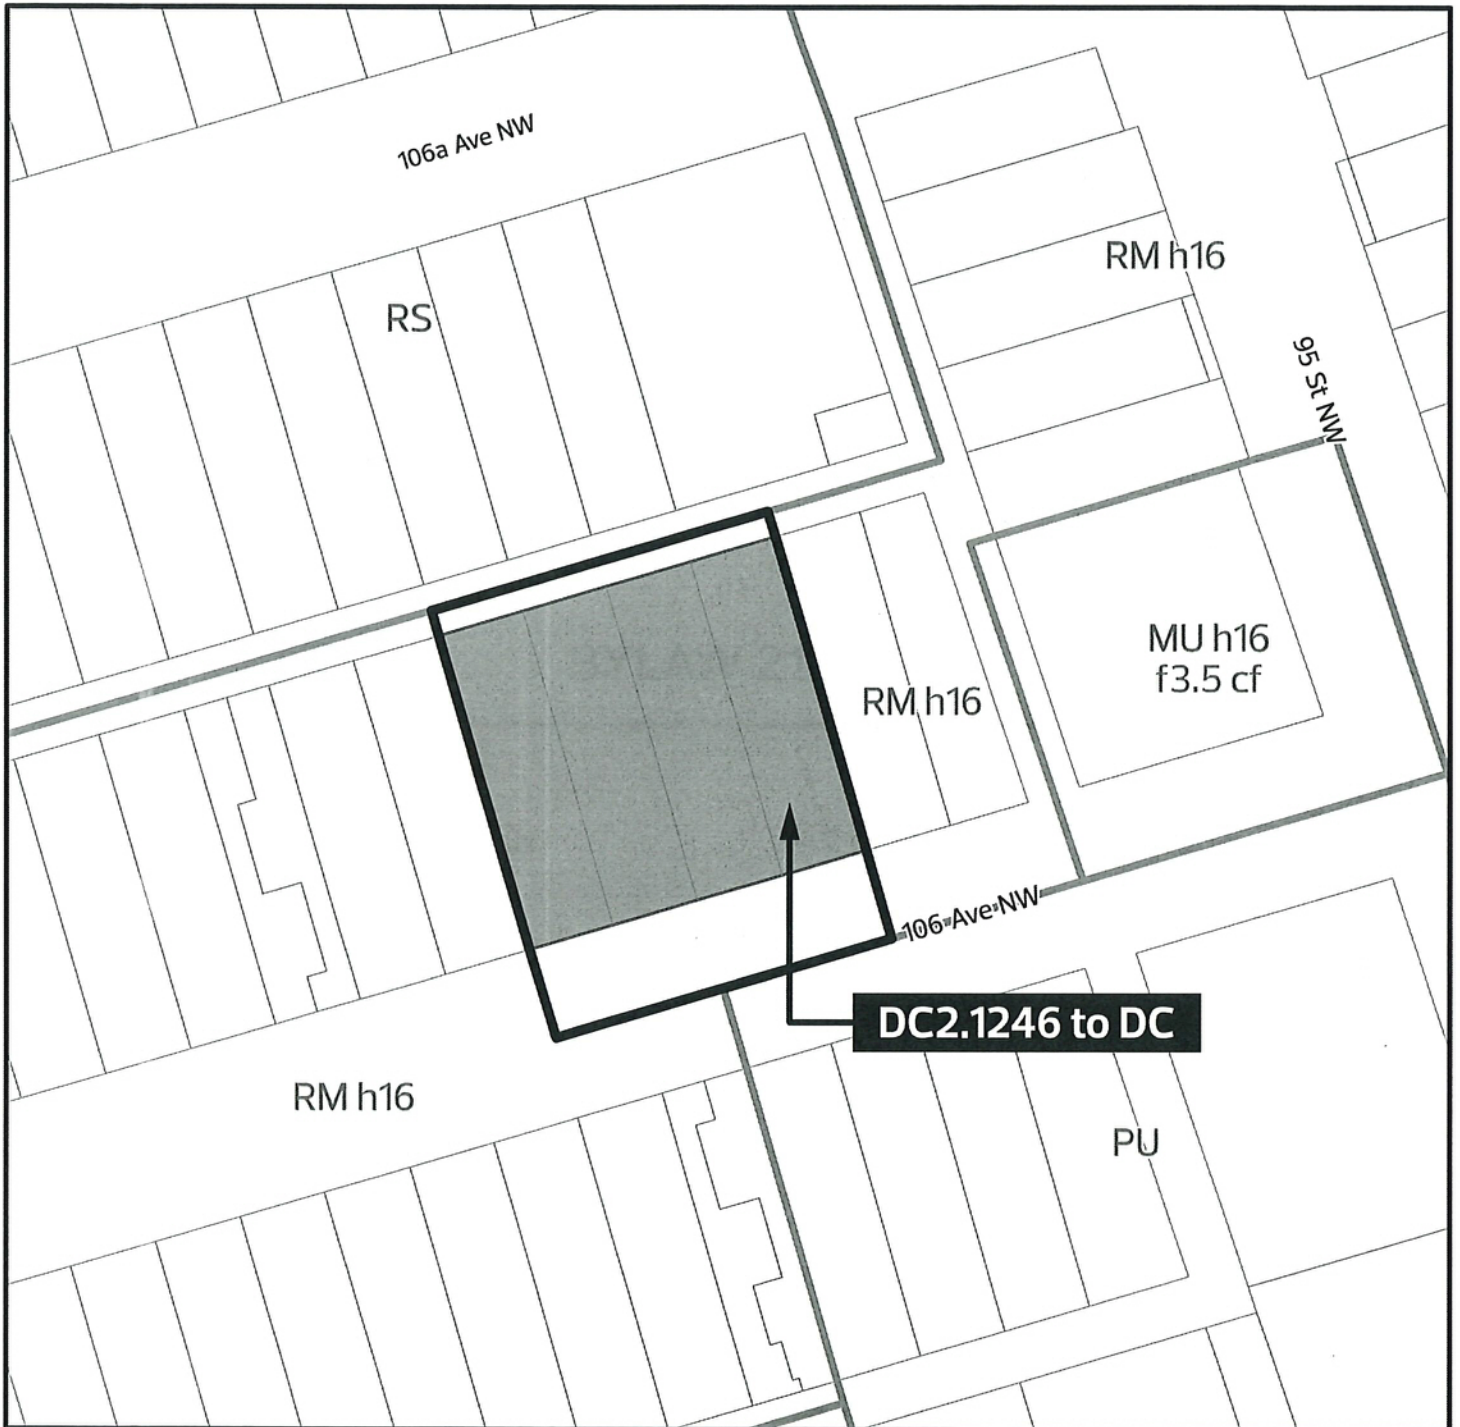 106a Ave NW
RM h16
RS
95 St NW
MU h16
f3.5 cf
RM h16
106 Ave NW
DC2.1246 to DC
RM h16
PU